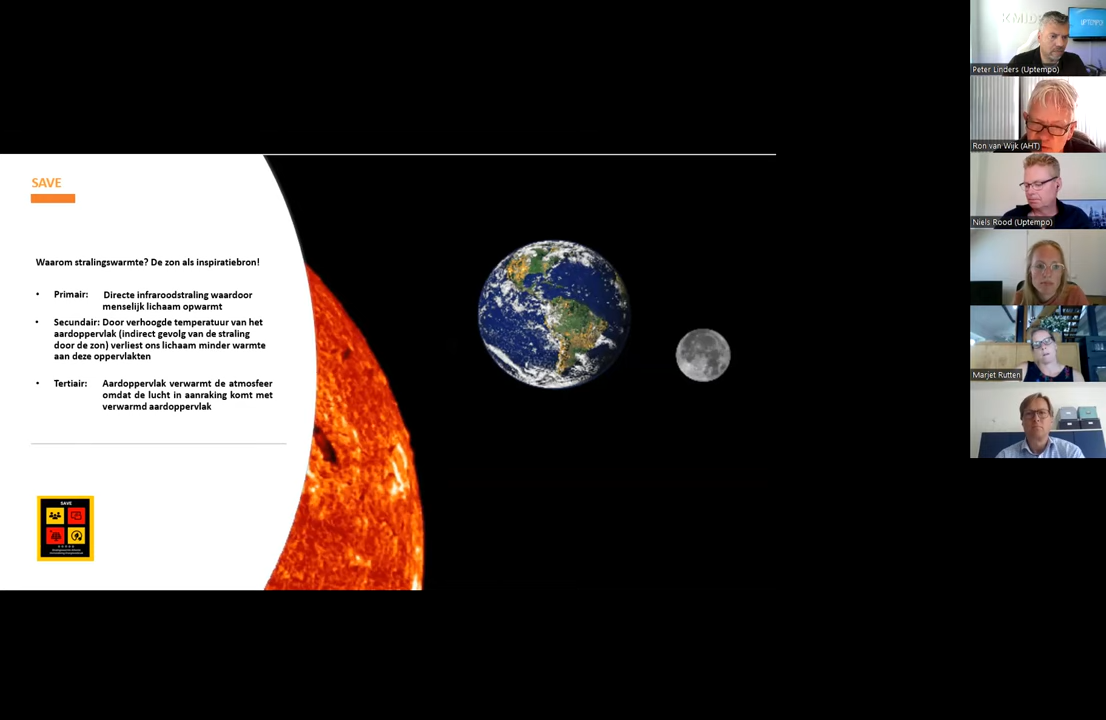 SAVE
Waarom stralingswarmte? De zon als inspiratiebron!
• Primair: Directe infraroodstraling waardoor
menselijk lichaam opwarmt
• Secundair: Door verhoogde temperatuur van het
aardoppervlak (indirect gevolg van de straling
door de zon) verliest ons lichaam minder warmte
aan deze oppervlakten
• Tertiair: Aardoppervlak verwarmt de atmosfeer
omdat de lucht in aanraking komt met
verwarmd aardoppervlak
SAVE
UPTEMPO
Peter Linders (Uptempo)
Ron van Wijk (AHT)
Niels Rood (Uptempo)
Marjet Rutten